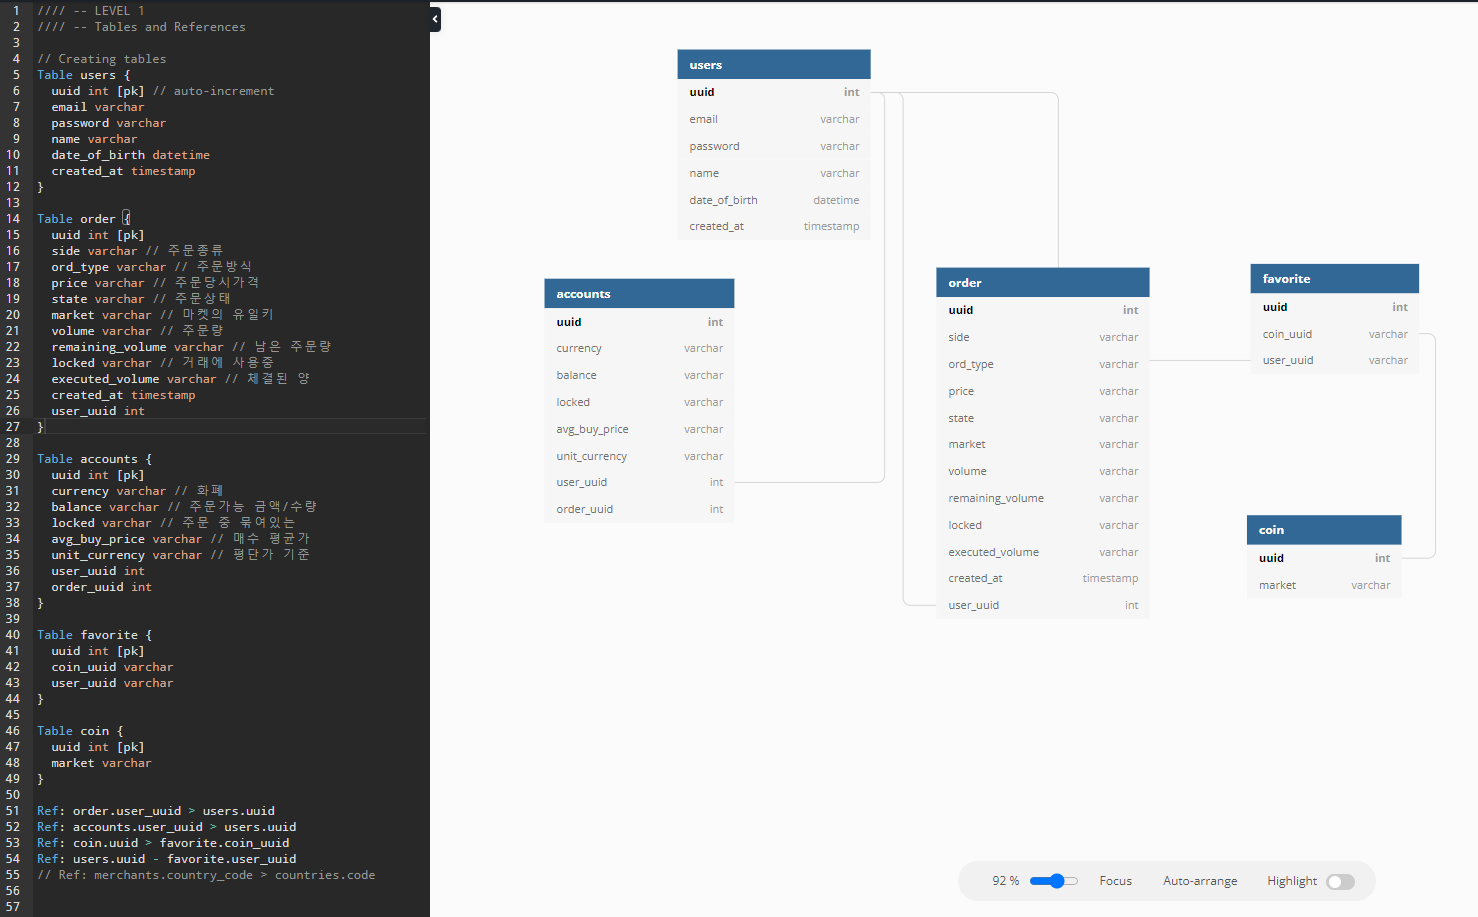 1 //// -- LEVEL 1
2 //// -- Tables and References
3
4 // Creating tables
5 Table users {
6 uuid int [pk] // auto-increment
7 email varchar
8 password varchar
9 name varchar
10 date_of_birth datetime
11 created_at timestamp
12 }
13
14 Table order {
15 uuid int [pk]
16 side varchar // 주문종류
17 ord_type varchar // 주문방식
18 price varchar // 주문당시가격
19 state varchar // 주문상태
20 market varchar // 마켓의 유일키
21 volume varchar // 주문량
22 remaining_volume varchar // 남은 주문량
23 locked varchar // 거래에 사용중
24 executed_volume varchar // 체결된 양
25 created_at timestamp
26 user_uuid int
27 }
28
29 Table accounts {
30 uuid int [pk]
31 currency varchar // 화폐
32 balance varchar // 주문가능 금액/수량
33 locked varchar // 주문 중 묶여있는
34 avg_buy_price varchar // 매수 평균가
35 unit_currency varchar // 평단가 기준
36 user_uuid int
37 order_uuid int
38 }
39
40 Table favorite {
41 uuid int [pk]
42 coin_uuid varchar
43 user_uuid varchar
44 }
45
46 Table coin {
47 uuid int [pk]
48 market varchar
49 }
50
51 Ref: order.user_uuid > users.uuid
52 Ref: accounts.user_uuid > users.uuid
53 Ref: coin.uuid > favorite.coin_uuid
54 Ref: users.uuid - favorite.user_uuid
55 // Ref: merchants.country_code > countries.code
56
57
users
uuid int
email varchar
password varchar
name varchar
date_of_birth datetime
created_at timestamp
accounts
uuid int
currency varchar
balance varchar
locked varchar
avg_buy_price varchar
unit_currency varchar
user_uuid int
order_uuid int
order
uuid int
side varchar
ord_type varchar
price varchar
state varchar
market varchar
volume varchar
remaining_volume varchar
locked varchar
executed_volume varchar
created_at timestamp
user_uuid int
favorite
uuid int
coin_uuid varchar
user_uuid varchar
coin
uuid int
market varchar
92 % Focus Auto-arrange Highlight